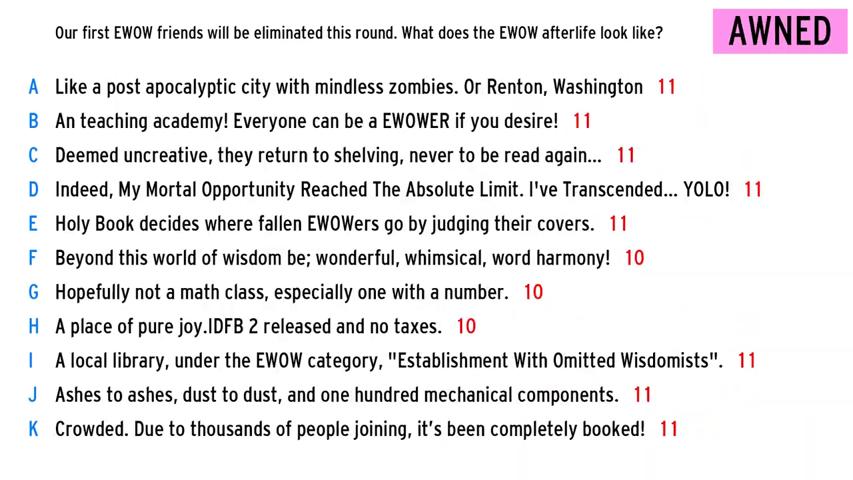 Our first EWOW friends will be eliminated this round. What does the EWOW afterlife look like?
AWNED
A Like a post apocalyptic city with mindless zombies. Or Renton, Washington 11
B An teaching academy! Everyone can be a EWOWER if you desire! 11
C Deemed uncreative, they return to shelving, never to be read again... 11
D Indeed, My Mortal Opportunity Reached The Absolute Limit. I've Transcended... YOLO! 11
E Holy Book decides where fallen EWOWers go by judging their covers. 11
F Beyond this world of wisdom be; wonderful, whimsical, word harmony! 10
G Hopefully not a math class, especially one with a number. 10
H A place of pure joy.IDFB 2 released and no taxes. 10
I A local library, under the EWOW category, "Establishment With Omitted Wisdomists". 11
J Ashes to ashes, dust to dust, and one hundred mechanical components. 11
K Crowded. Due to thousands of people joining, it’s been completely booked! 11